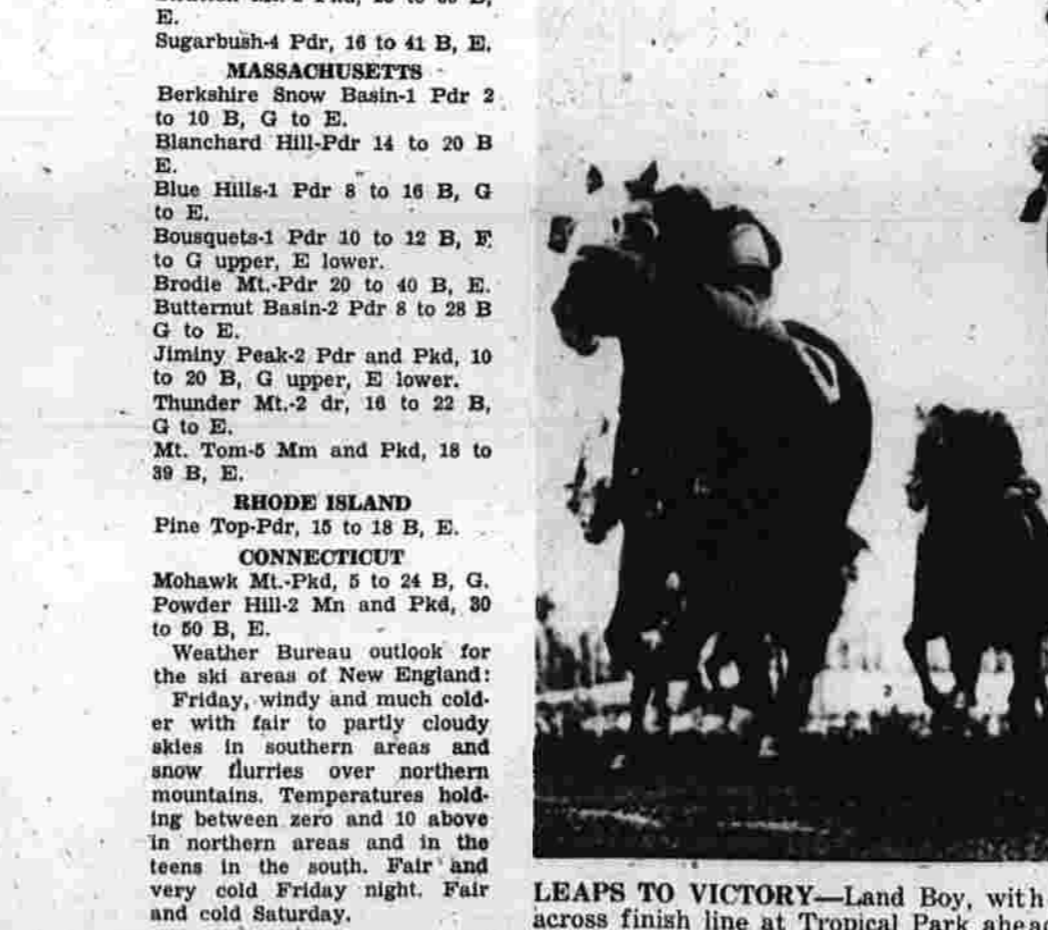 E.
Sugarbush-4 Pdr, 16 to 41 B, E.
MASSACHUSETTS
Berkshire Snow Basin-1 Pdr 2
to 10 B, G to E.
Blanchard Hill-Pdr 14 to 20 B
E.
Blue Hills-1 Pdr 8 to 16 B, G
to E.
Bousquets-1 Pdr 10 to 12 B, F
to G upper, E lower.
Brodie Mt.-Pdr 20 to 40 B, E.
Butternut Basin-2 Pdr 8 to 28 B
G to E.
Jiminy Peak-2 Pdr and Pkd, 10
to 20 B, G upper, E lower.
Thunder Mt.-2 dr, 16 to 22 B,
G to E.
Mt. Tom-5 Mm and Pkd, 18 to
39 B, E.
RHODE ISLAND
Pine Top-Pdr, 15 to 18 B, E.
CONNECTICUT
Mohawk Mt.-Pkd, 5 to 24 B, G.
Powder Hill-2 Mn and Pkd, 30
to 50 B, E.
Weather Bureau outlook for
the ski areas of New England:
Friday, windy and much cold-
er with fair to partly cloudy
skies in southern areas and
snow flurries over northern
mountains. Temperatures hold-
ing between zero and 10 above
in northern areas and in the
teens in the south. Fair and
very cold Friday night. Fair
and cold Saturday.
LEAPS TO VICTORY—Land Boy, with
across finish line at Tropical Park ahead